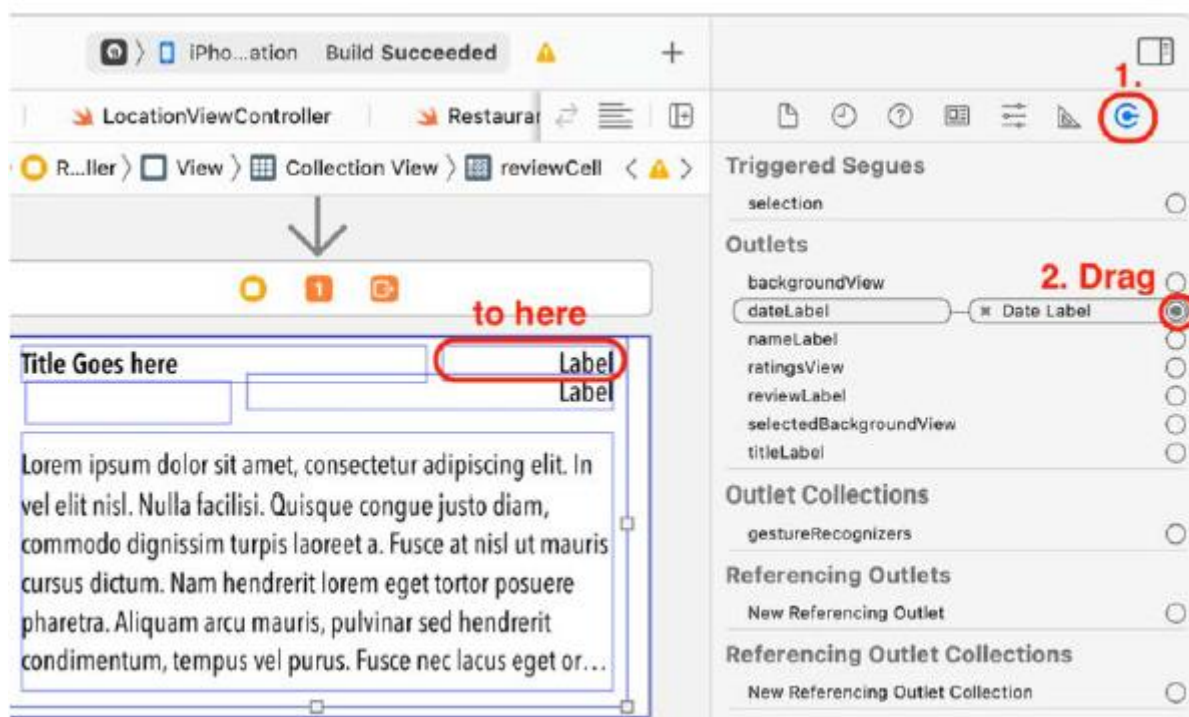 iPho...ation Build Succeeded
1.
LocationViewController
Restaurar
R...ller
View
Collection View
reviewCell
1
to here
Title Goes here
Label
Label
Lorem ipsum dolor sit amet, consectetur adipiscing elit. In
vel elit nisl. Nulla facilisi. Quisque congue justo diam,
commodo dignissim turpis laoreet a. Fusce at nisl ut mauris
cursus dictum. Nam hendrerit lorem eget tortor posuere
pharetra. Aliquam arcu mauris, pulvinar sed hendrerit
condimentum, tempus vel purus. Fusce nec lacus eget or...
Triggered Segues
selection
Outlets
backgroundView
2. Drag
dateLabel
Date Label
nameLabel
ratingsView
reviewLabel
selectedBackgroundView
titleLabel
Outlet Collections
gestureRecognizers
Referencing Outlets
New Referencing Outlet
Referencing Outlet Collections
New Referencing Outlet Collection